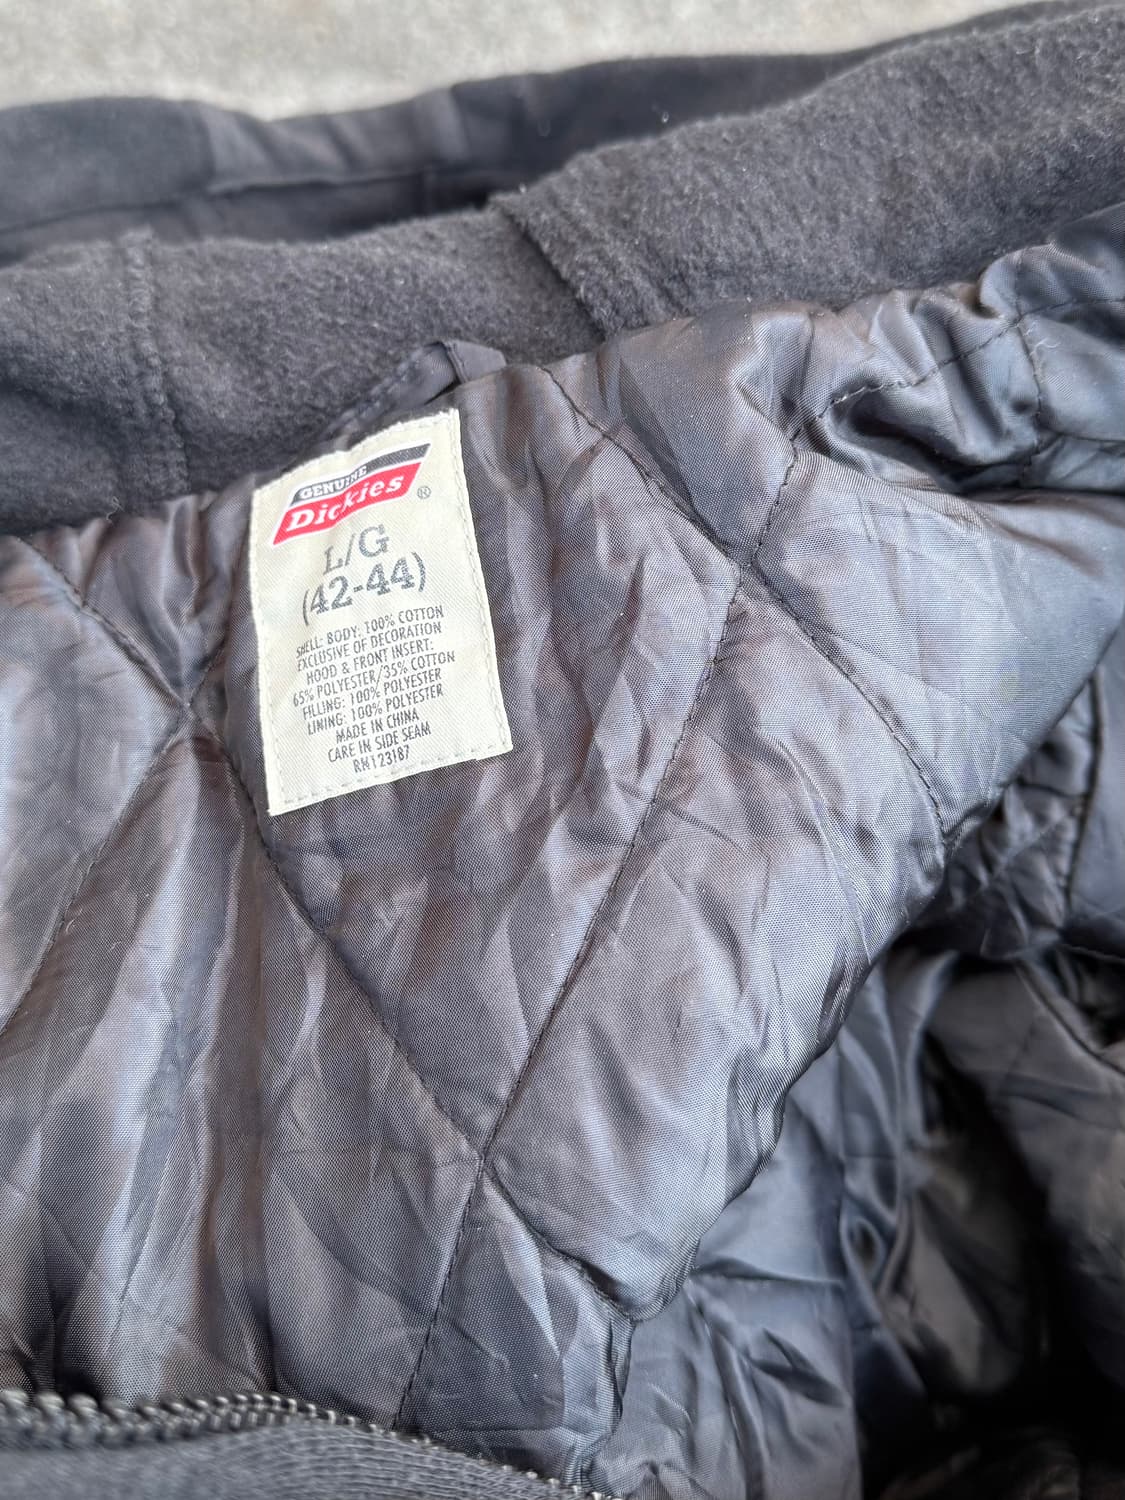 GENUINE
Dickies ®
L/G
(42-44)
SHELL: BODY: 100% COTTON
EXCLUSIVE OF DECORATION
HOOD & FRONT INSERT:
65% POLYESTER/35% COTTON
FILLING: 100% POLYESTER
LINING: 100% POLYESTER
MADE IN CHINA
CARE IN SIDE SEAM
RN123187